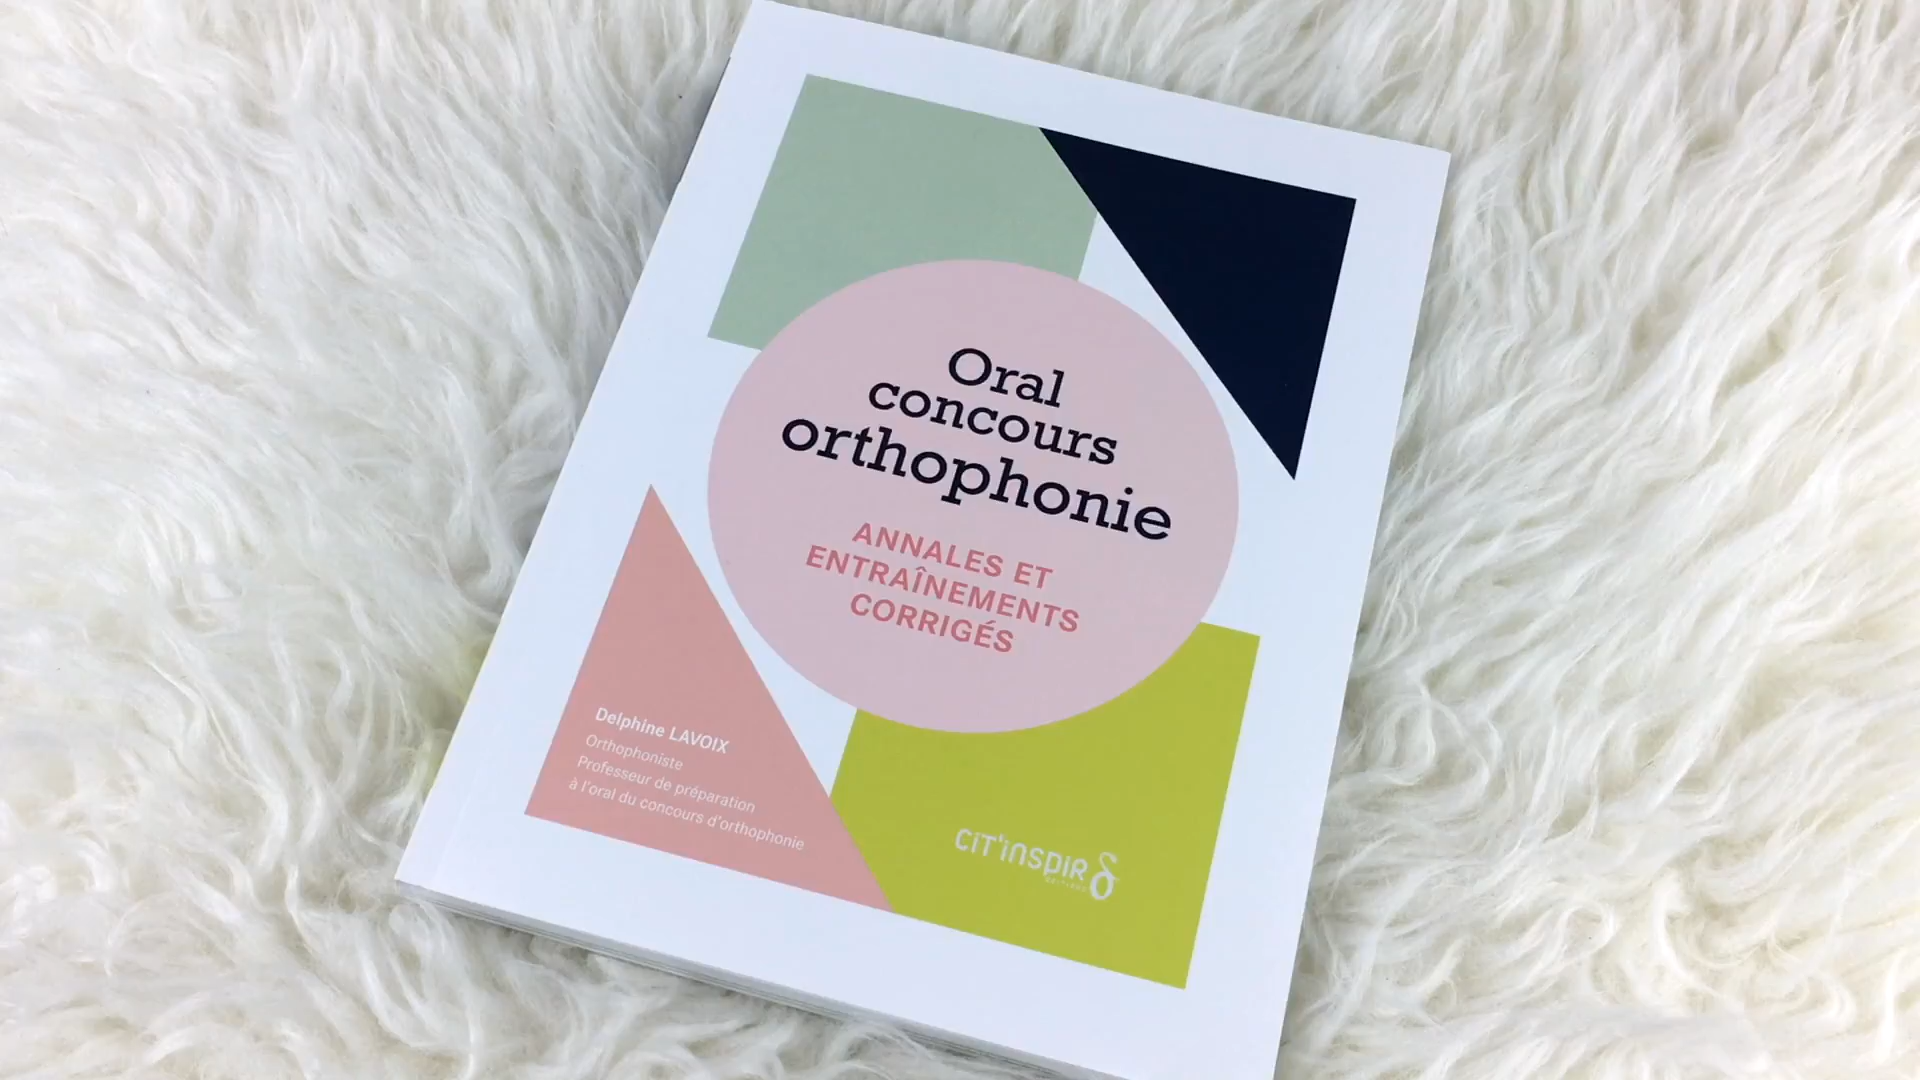 Oral
concours
orthophonie
ANNALES ET
ENTRAÎNEMENTS
CORRIGÉS
Delphine LAVOIX
Orthophoniste
Professeur de préparation
à l'oral du concours d'orthophonie
CiT'inspir